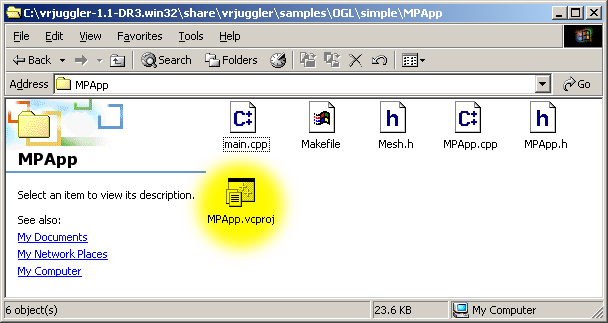 C:\vrjuggler-1.1-DR3.win32\share\vrjuggler\samples\OGL\simple\MPApp
File Edit View Favorites Tools Help
Back Search Folders
Address MPApp Go
C++ h C++ h
main.cpp Makefile Mesh.h MPApp.cpp MPApp.h
MPApp
Select an item to view its description.
MPApp.vcproj
See also:
My Documents
My Network Places
My Computer
6 object(s) 23.6 KB My Computer